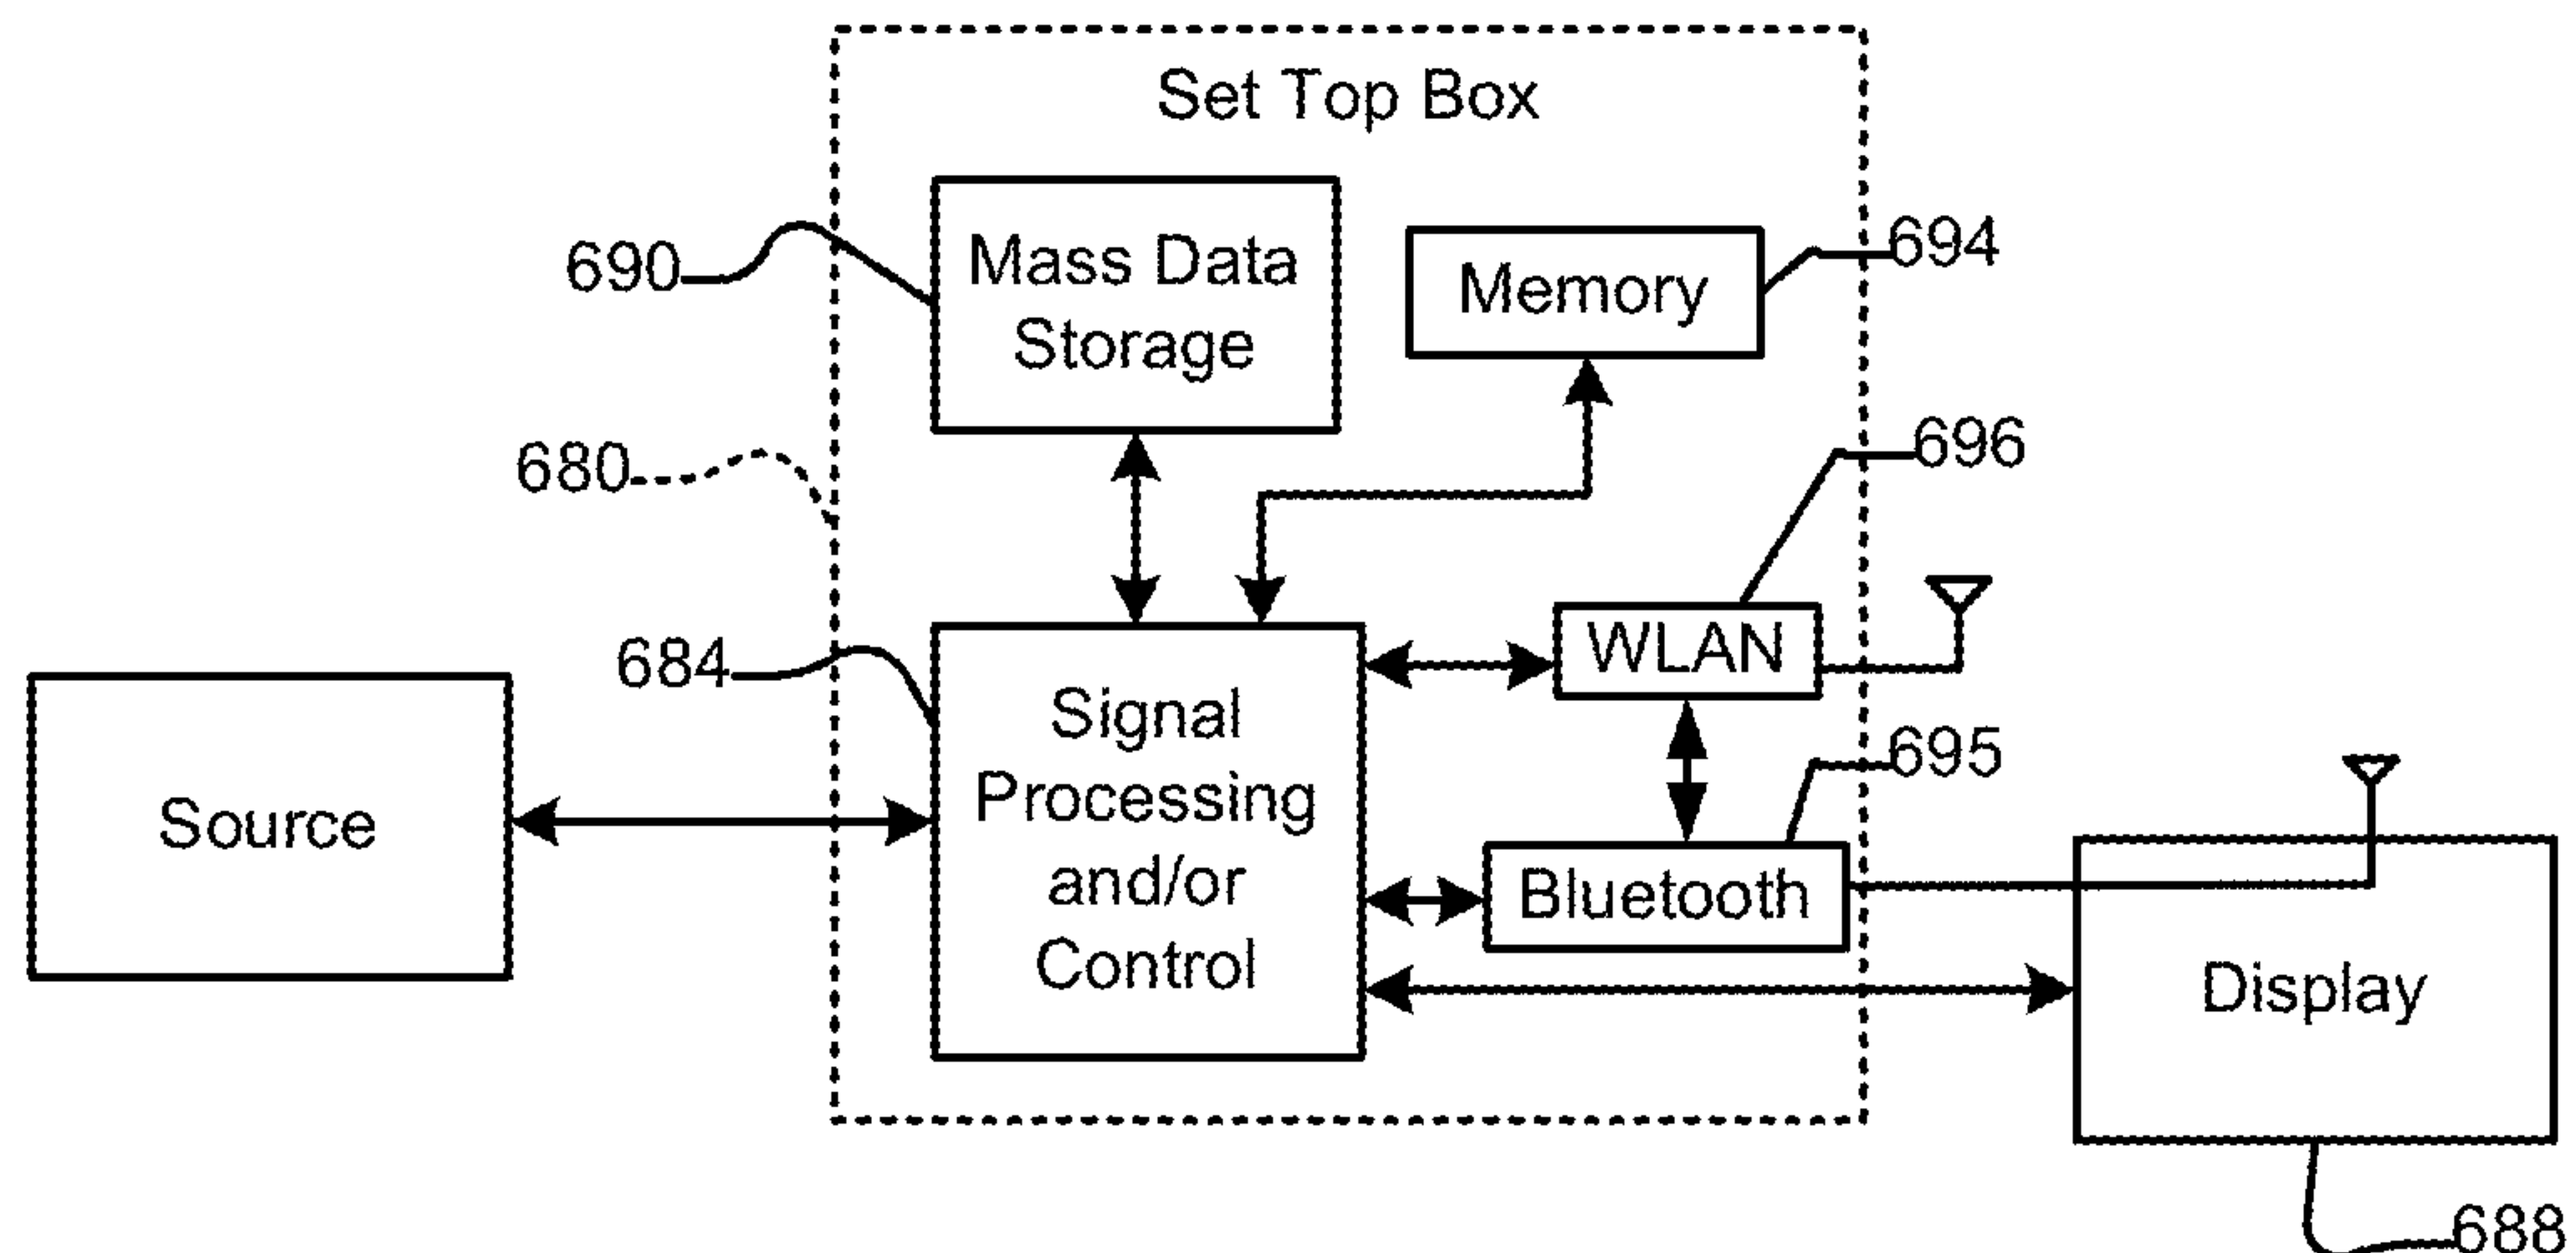 Set Top Box
690
Mass Data
Storage
Memory
694
680
696
684
WLAN
Signal
Processing
and/or
Control
695
Source
Bluetooth
Display
688